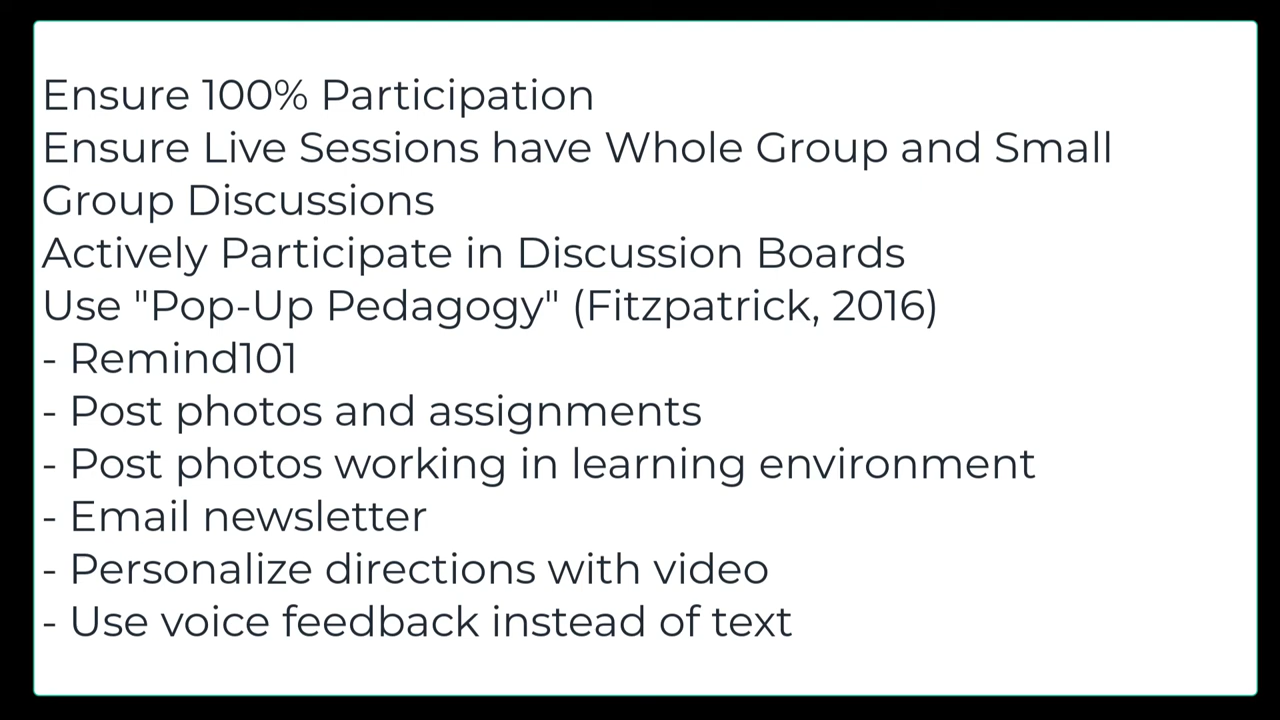 Ensure 100% Participation
Ensure Live Sessions have Whole Group and Small
Group Discussions
Actively Participate in Discussion Boards
Use "Pop-Up Pedagogy" (Fitzpatrick, 2016)
- Remind101
- Post photos and assignments
- Post photos working in learning environment
- Email newsletter
- Personalize directions with video
- Use voice feedback instead of text